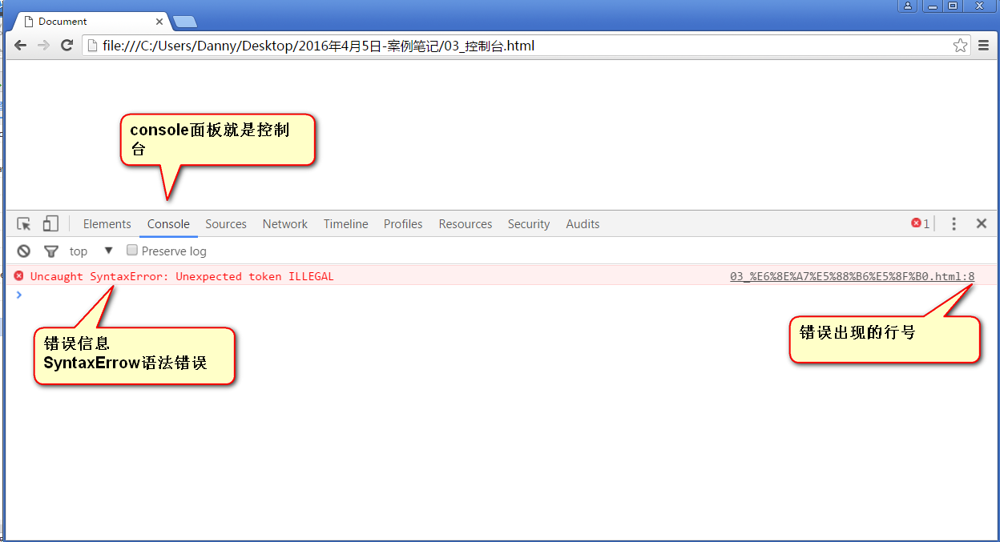 Document
file:///C:/Users/Danny/Desktop/2016年4月5日-案例笔记/03_控制台.html
console面板就是控制
台
Elements Console Sources Network Timeline Profiles Resources Security Audits 1
top Preserve log
Uncaught SyntaxError: Unexpected token ILLEGAL 03_%E6%8E%A7%E5%88%B6%E5%8F%B0.html:8
错误信息
SyntaxErrow语法错误
错误出现的行号